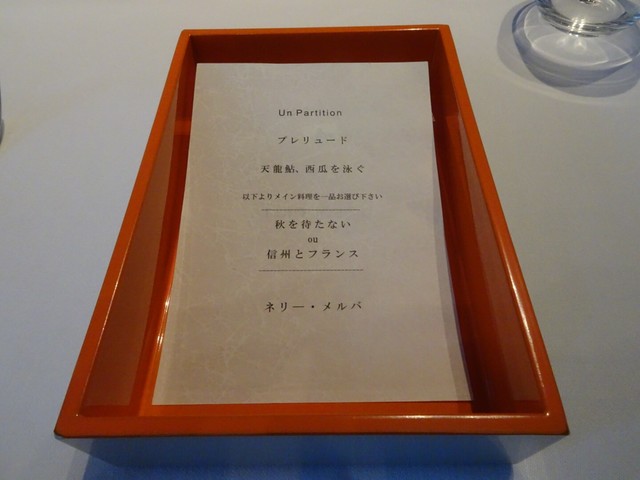 Un Partition
プレリュード
天龍鮎、西瓜を泳ぐ
以下よりメイン料理を一品お選び下さい
秋を待たない
ou
信州とフランス
ネリー・メルバ